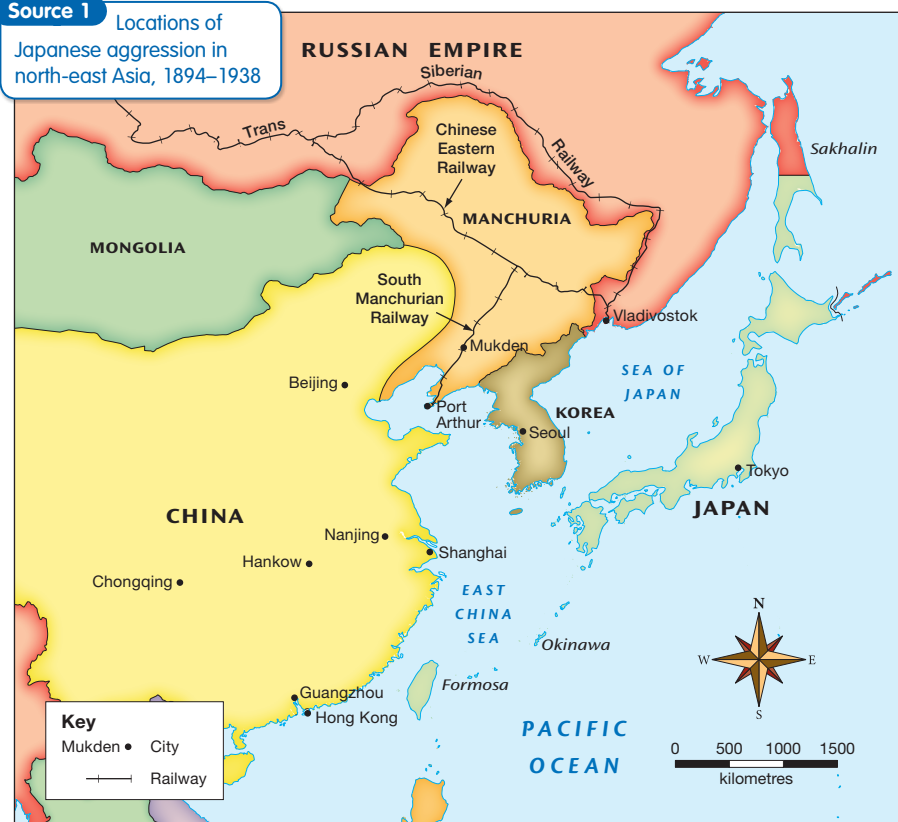 Source 1
Locations of
Japanese aggression in
north-east Asia, 1894–1938
RUSSIAN EMPIRE
Trans
Siberian
Railway
Chinese
Eastern
Railway
Sakhalin
MANCHURIA
MONGOLIA
South
Manchurian
Railway
Vladivostok
Mukden
SEA OF
JAPAN
Beijing
Port
Arthur
KOREA
Seoul
Tokyo
JAPAN
CHINA
Nanjing
Shanghai
Hankow
Chongqing
EAST
CHINA
SEA
Okinawa
N
W
E
S
Formosa
Guangzhou
Hong Kong
PACIFIC
OCEAN
Key
Mukden City
Railway
0 500 1000 1500
kilometres